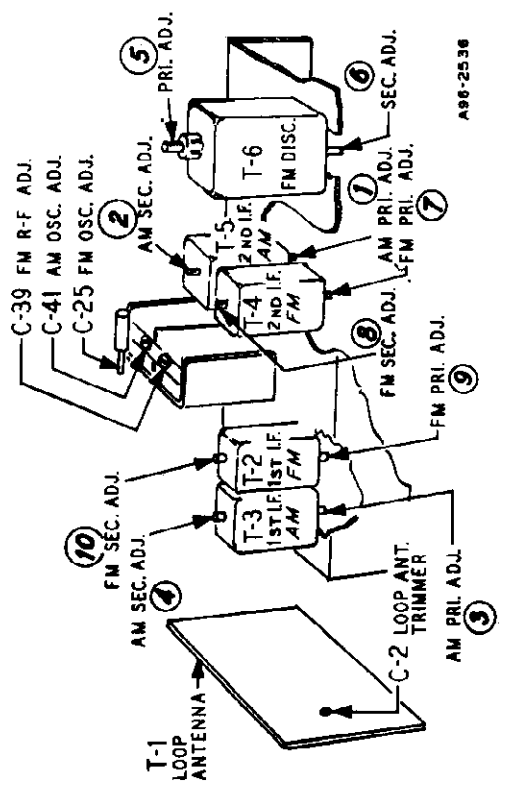 C-39 FM R-F ADJ.
C-41 AM OSC. ADJ.
C-25 FM OSC. ADJ.
5
PRI. ADJ.
2
AM SEC. ADJ.
10
FM SEC. ADJ.
AM SEC. ADJ.
4
T-1
LOOP
ANTENNA
T-3
1ST I.F.
AM
T-2
1ST I.F.
FM
T-4
2ND I.F.
FM
T-5
2 ND I.F.
AM
T-6
FM DISC.
6
SEC. ADJ.
1
AM PRI. ADJ.
FM PRI. ADJ.
7
8
FM SEC. ADJ.
FM PRI. ADJ.
9
C-2 LOOP ANT.
TRIMMER
AM PRI. ADJ.
3
A96-2536